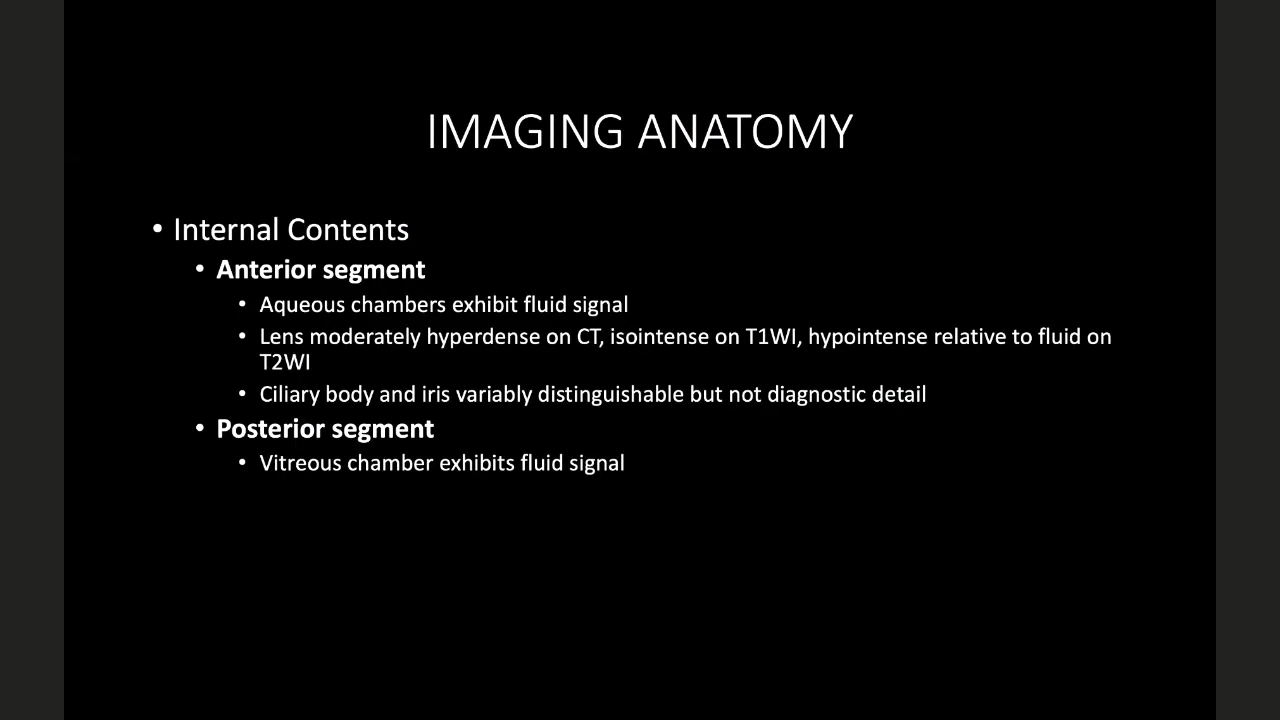 IMAGING ANATOMY
• Internal Contents
• Anterior segment
• Aqueous chambers exhibit fluid signal
• Lens moderately hyperdense on CT, isointense on T1WI, hypointense relative to fluid on
T2WI
• Ciliary body and iris variably distinguishable but not diagnostic detail
• Posterior segment
• Vitreous chamber exhibits fluid signal